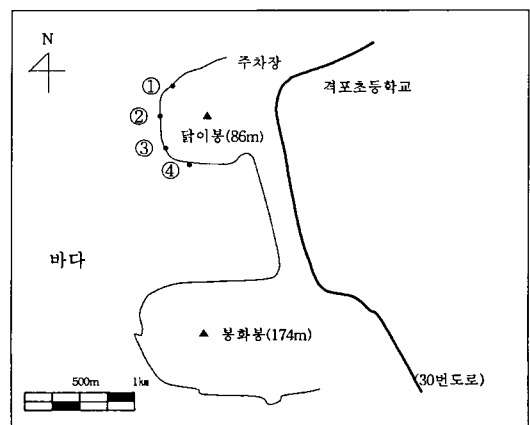 N
주차장
격포초등학교
①
②
닭이봉(86m)
③
④
바다
봉화봉(174m)
500m 1km
(30번도로)